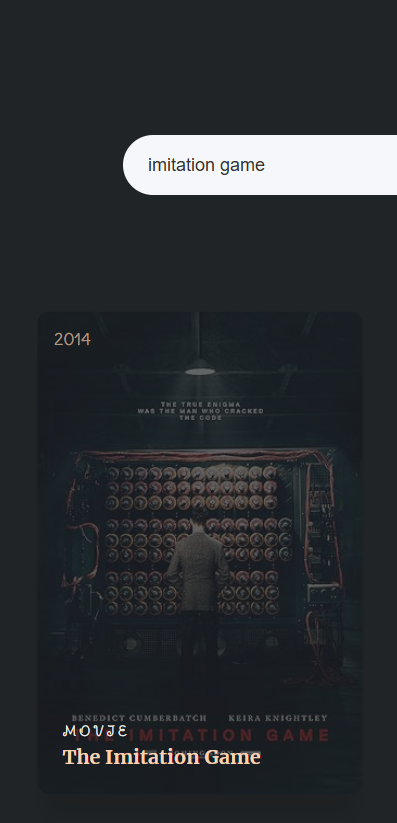 imitation game
2014
THE TRUE ENIGMA
WAS THE MAN WHO CRACKED
THE CODE
BENEDICT CUMBERBATCH KEIRA KNIGHTLEY
MOVIE
THE IMITATION GAME
The Imitation Game